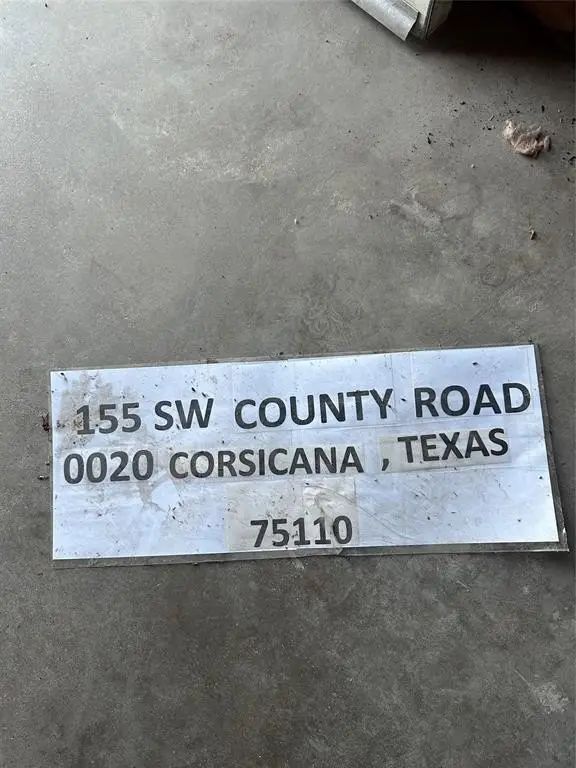 155 SW COUNTY ROAD
0020 CORSICANA , TEXAS
75110